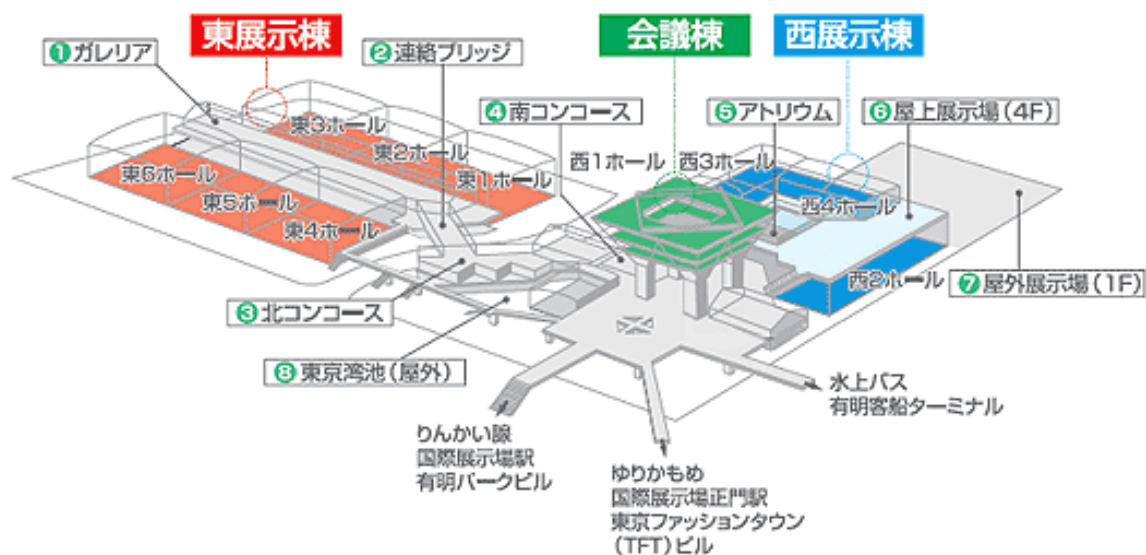 東展示棟
会議棟
西展示棟
❶ガレリア
❷連絡ブリッジ
❹南コンコース
❺アトリウム
❻屋上展示場(4F)
東3ホール
東2ホール
東1ホール
西1ホール
西3ホール
東6ホール
東5ホール
東4ホール
西4ホール
西2ホール
❼屋外展示場(1F)
❸北コンコース
❽東京湾池(屋外)
水上バス
有明客船ターミナル
りんかい線
国際展示場駅
有明パークビル
ゆりかもめ
国際展示場正門駅
東京ファッションタウン
(TFT)ビル